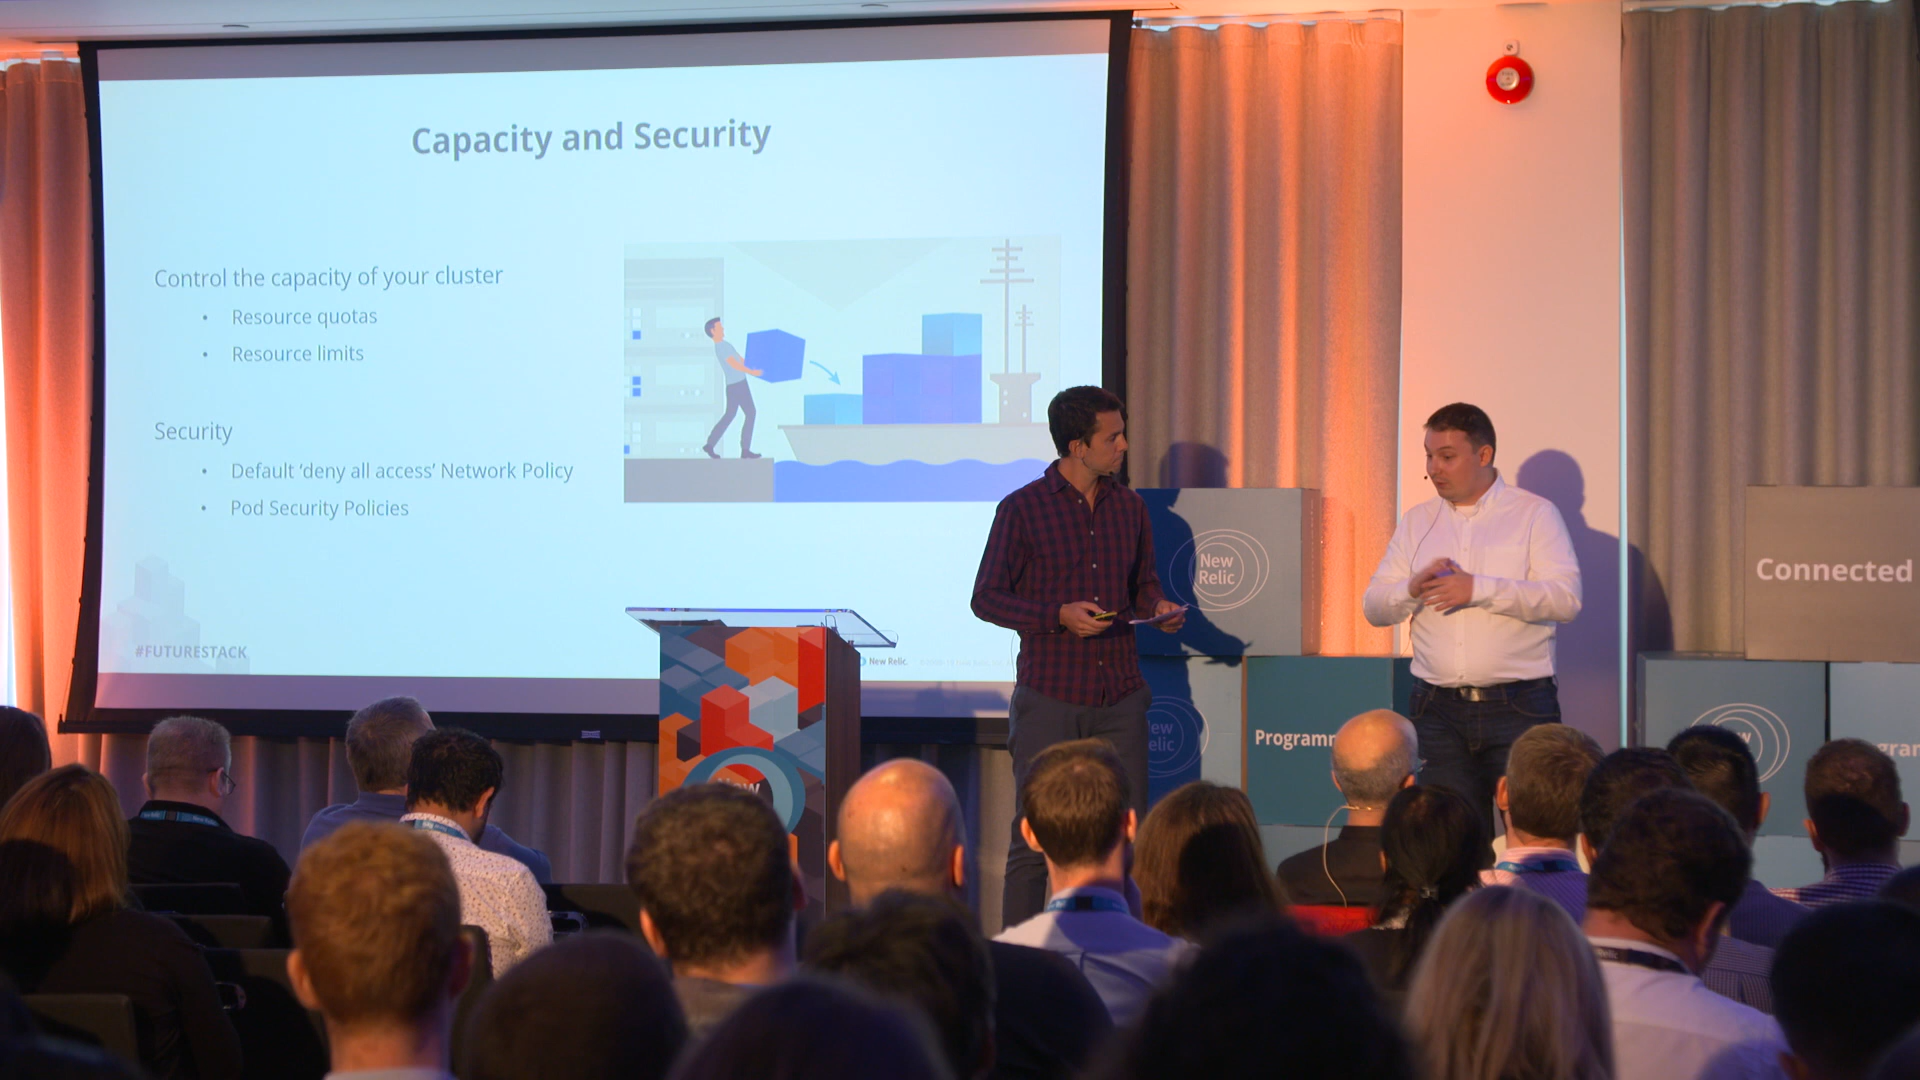 Capacity and Security
Control the capacity of your cluster
• Resource quotas
• Resource limits
Security
• Default ‘deny all access’ Network Policy
• Pod Security Policies
#FUTURESTACK
New Relic.
New
Relic
Connected
Programm